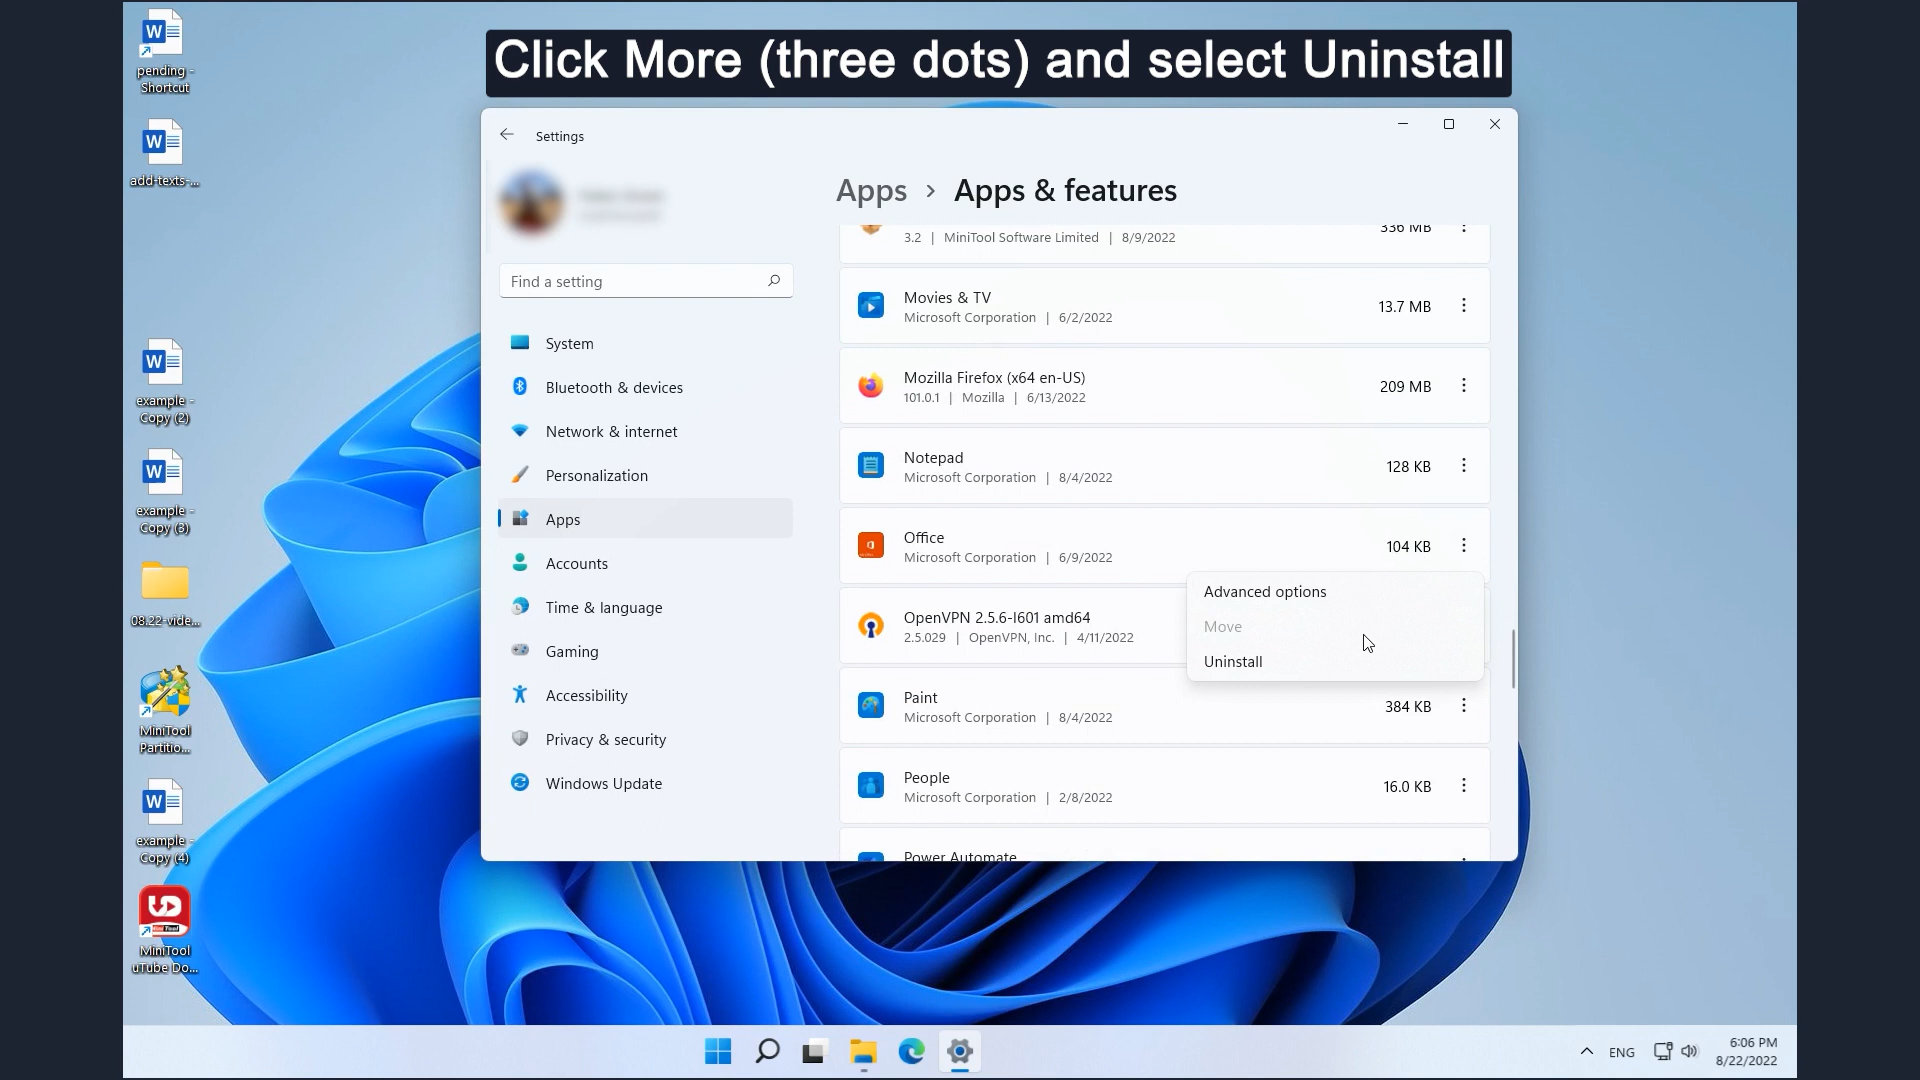 Click More (three dots) and select Uninstall
pending -
Shortcut
add-texts-...
example -
Copy (2)
example -
Copy (3)
08.22-vide...
MiniTool
Partitio...
example -
Copy (4)
MiniTool
uTube Do...
Settings
Find a setting
System
Bluetooth & devices
Network & internet
Personalization
Apps
Accounts
Time & language
Gaming
Accessibility
Privacy & security
Windows Update
Apps > Apps & features
336 MB
3.2 | MiniTool Software Limited | 8/9/2022
Movies & TV
Microsoft Corporation | 6/2/2022
13.7 MB
Mozilla Firefox (x64 en-US)
101.0.1 | Mozilla | 6/13/2022
209 MB
Notepad
Microsoft Corporation | 8/4/2022
128 KB
Office
Microsoft Corporation | 6/9/2022
104 KB
Advanced options
Move
Uninstall
OpenVPN 2.5.6-I601 amd64
2.5.029 | OpenVPN, Inc. | 4/11/2022
Paint
Microsoft Corporation | 8/4/2022
384 KB
People
Microsoft Corporation | 2/8/2022
16.0 KB
Power Automate
ENG
6:06 PM
8/22/2022